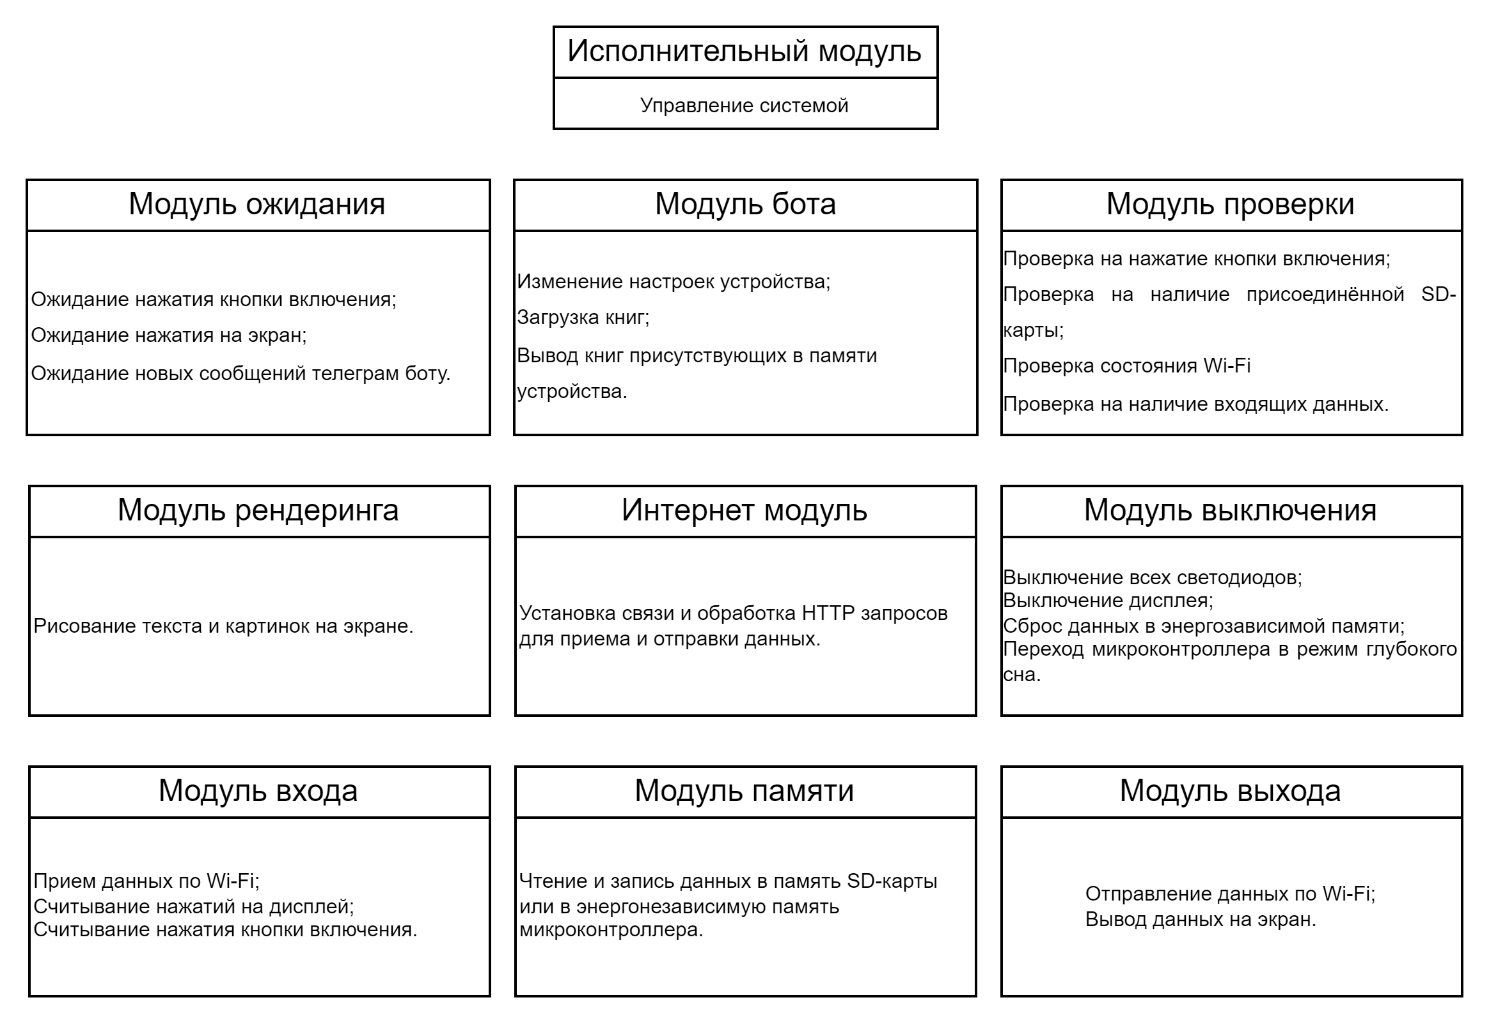 Исполнительный модуль
Управление системой
Модуль ожидания
Ожидание нажатия кнопки включения;
Ожидание нажатия на экран;
Ожидание новых сообщений телеграм боту.
Модуль бота
Изменение настроек устройства;
Загрузка книг;
Вывод книг присутствующих в памяти
устройства.
Модуль проверки
Проверка на нажатие кнопки включения;
Проверка на наличие присоединённой SD-
карты;
Проверка состояния Wi-Fi
Проверка на наличие входящих данных.
Модуль рендеринга
Рисование текста и картинок на экране.
Интернет модуль
Установка связи и обработка HTTP запросов
для приема и отправки данных.
Модуль выключения
Выключение всех светодиодов;
Выключение дисплея;
Сброс данных в энергозависимой памяти;
Переход микроконтроллера в режим глубокого
сна.
Модуль входа
Прием данных по Wi-Fi;
Считывание нажатий на дисплей;
Считывание нажатия кнопки включения.
Модуль памяти
Чтение и запись данных в память SD-карты
или в энергонезависимую память
микроконтроллера.
Модуль выхода
Отправление данных по Wi-Fi;
Вывод данных на экран.